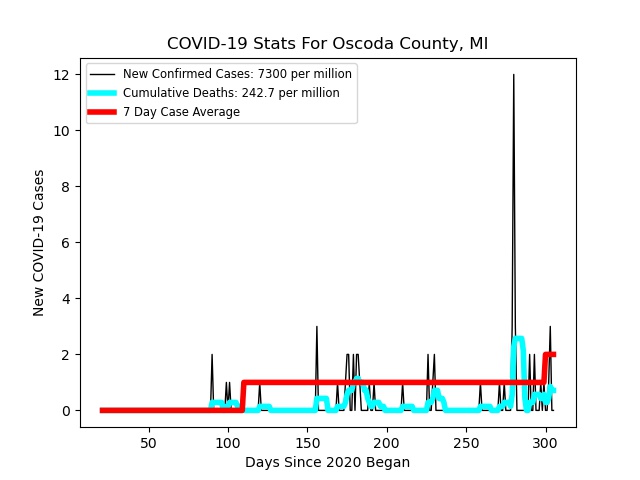 COVID-19 Stats For Oscoda County, MI
New Confirmed Cases: 7300 per million
Cumulative Deaths: 242.7 per million
7 Day Case Average
New COVID-19 Cases
12
10
8
6
4
2
0
50
100
150
200
250
300
Days Since 2020 Began